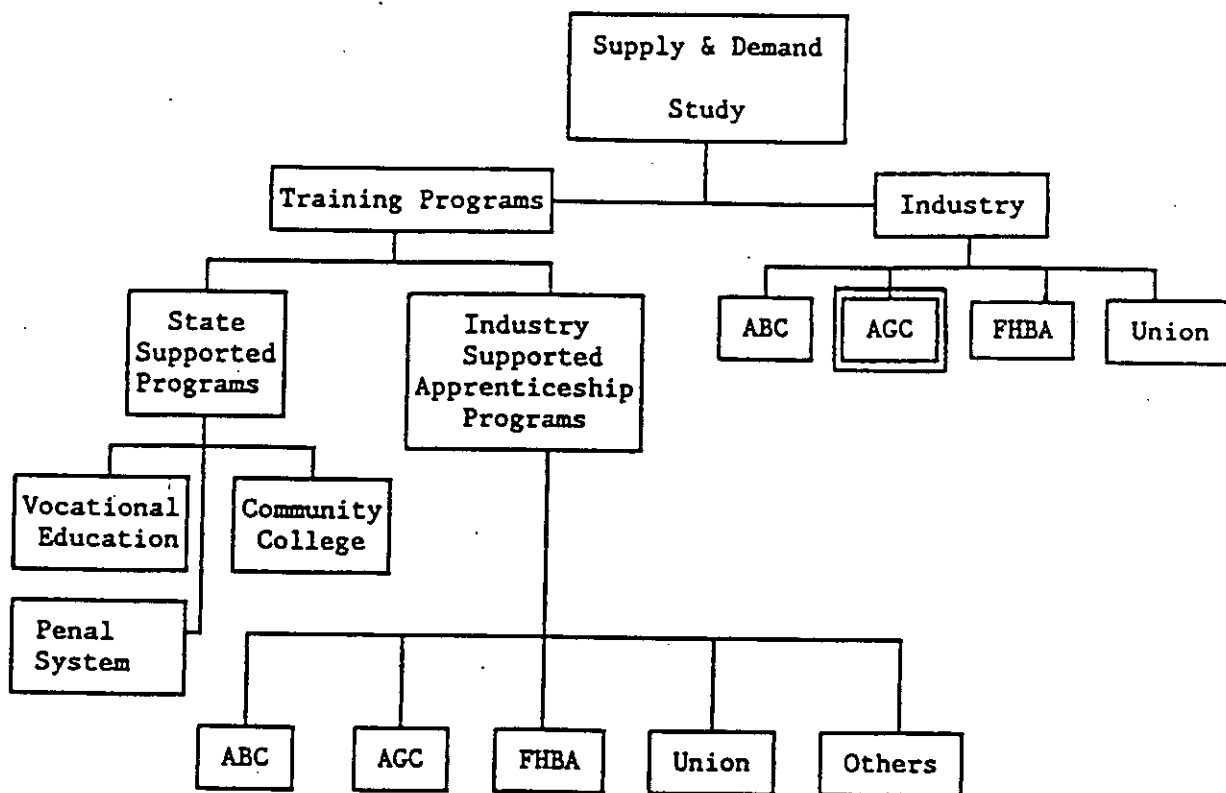 Supply & Demand
Study
Training Programs
Industry
State
Supported
Programs
Industry
Supported
Apprenticeship
Programs
ABC
AGC
FHBA
Union
Vocational
Education
Community
College
Penal
System
ABC
AGC
FHBA
Union
Others